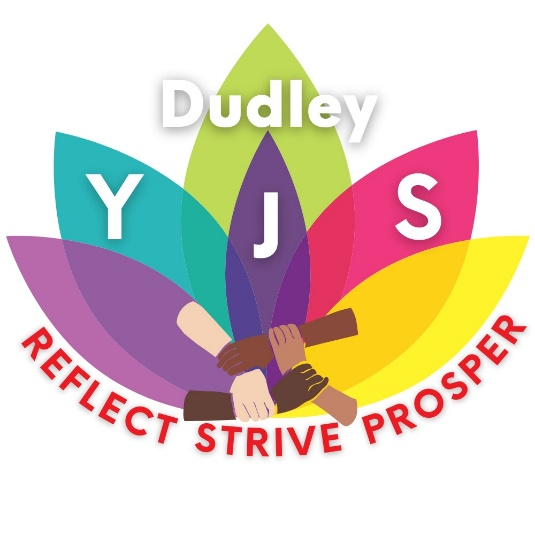 Dudley
Y J S
REFLECT STRIVE PROSPER